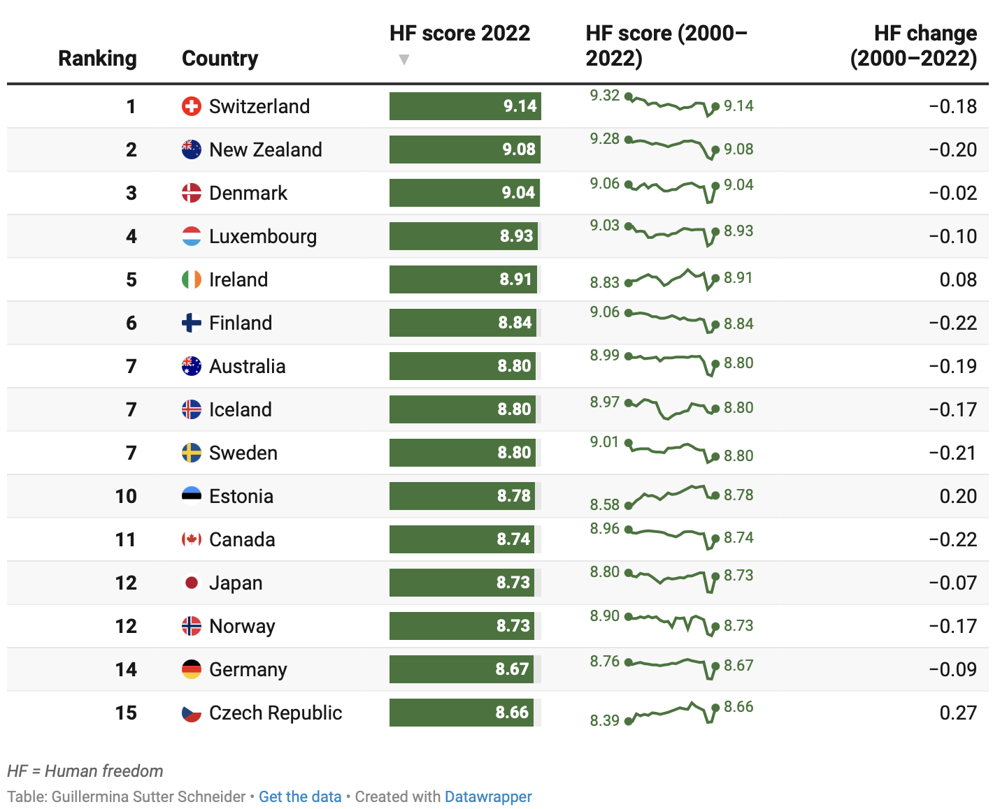 Ranking Country HF score 2022 HF score (2000–2022) HF change (2000–2022)
1 Switzerland 9.14 9.32 9.14 −0.18
2 New Zealand 9.08 9.28 9.08 −0.20
3 Denmark 9.04 9.06 9.04 −0.02
4 Luxembourg 8.93 9.03 8.93 −0.10
5 Ireland 8.91 8.83 8.91 0.08
6 Finland 8.84 9.06 8.84 −0.22
7 Australia 8.80 8.99 8.80 −0.19
7 Iceland 8.80 8.97 8.80 −0.17
7 Sweden 8.80 9.01 8.80 −0.21
10 Estonia 8.78 8.58 8.78 0.20
11 Canada 8.74 8.96 8.74 −0.22
12 Japan 8.73 8.80 8.73 −0.07
12 Norway 8.73 8.90 8.73 −0.17
14 Germany 8.67 8.76 8.67 −0.09
15 Czech Republic 8.66 8.39 8.66 0.27
HF = Human freedom
Table: Guillermina Sutter Schneider • Get the data • Created with Datawrapper